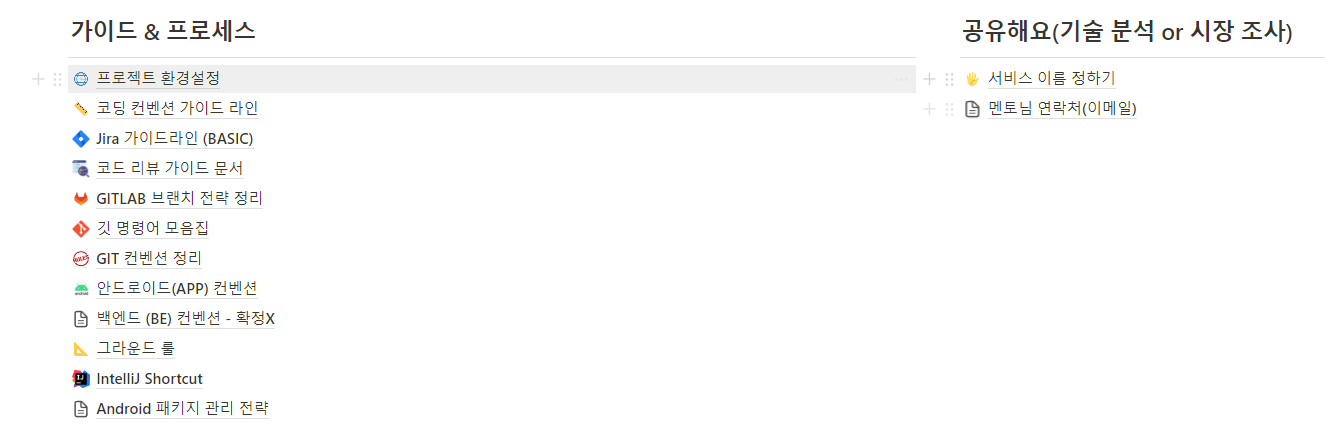 가이드 & 프로세스
프로젝트 환경설정
코딩 컨벤션 가이드 라인
Jira 가이드라인 (BASIC)
코드 리뷰 가이드 문서
GITLAB 브랜치 전략 정리
깃 명령어 모음집
GIT 컨벤션 정리
안드로이드(APP) 컨벤션
백엔드 (BE) 컨벤션 - 확정X
그라운드 룰
IntelliJ Shortcut
Android 패키지 관리 전략
공유해요(기술 분석 or 시장 조사)
서비스 이름 정하기
멘토님 연락처(이메일)